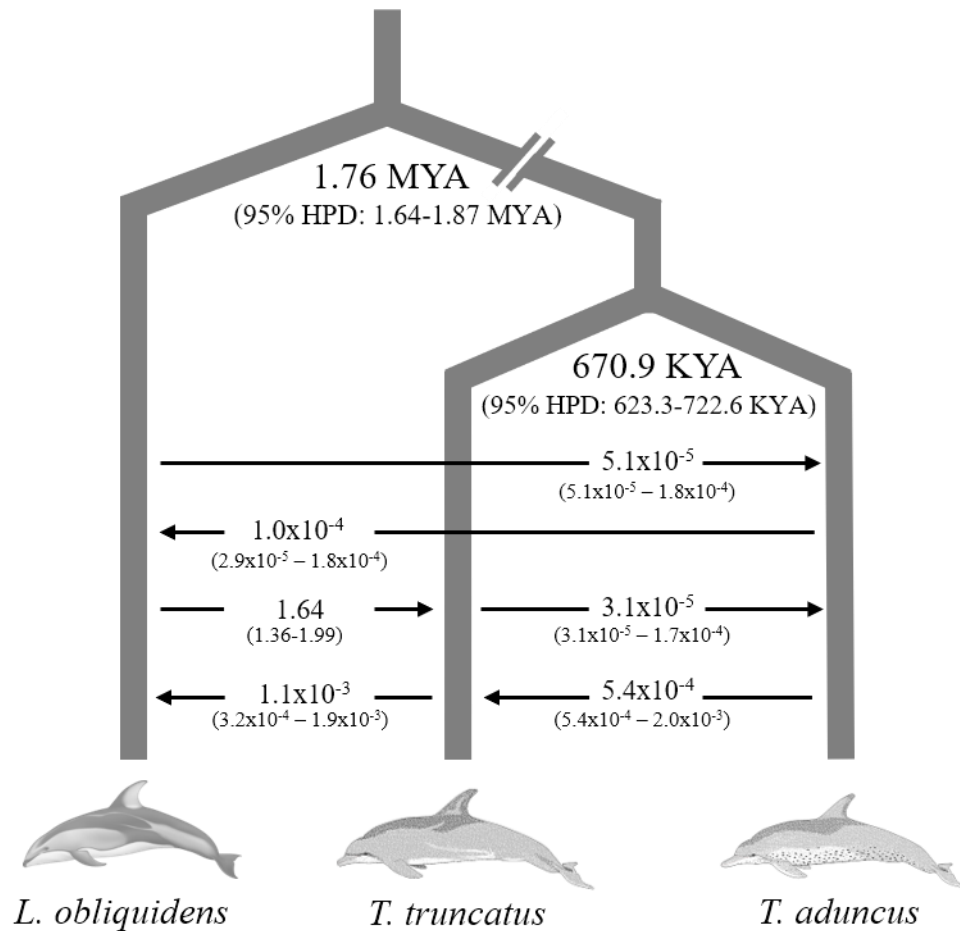 1.76 MYA
(95% HPD: 1.64-1.87 MYA)
670.9 KYA
(95% HPD: 623.3-722.6 KYA)
5.1x10⁻⁵
(5.1x10⁻⁵ – 1.8x10⁻⁴)
1.0x10⁻⁴
(2.9x10⁻⁵ – 1.8x10⁻⁴)
1.64
(1.36-1.99)
3.1x10⁻⁵
(3.1x10⁻⁵ – 1.7x10⁻⁴)
1.1x10⁻³
(3.2x10⁻⁴ – 1.9x10⁻³)
5.4x10⁻⁴
(5.4x10⁻⁴ – 2.0x10⁻³)
L. obliquidens
T. truncatus
T. aduncus